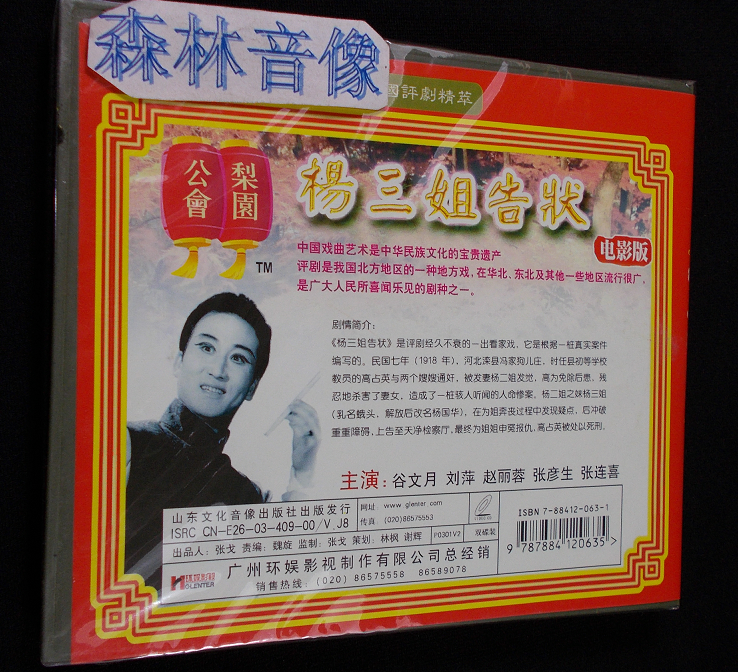 森林音像
國評劇精萃
公會
梨園
TM
楊三姐告狀
电影版
中国戏曲艺术是中华民族文化的宝贵遗产
评剧是我国北方地区的一种地方戏，在华北、东北及其他一些地区流行很广，
是广大人民所喜闻乐见的剧种之一。
剧情简介：
《杨三姐告状》是评剧经久不衰的一出看家戏，它是根据一桩真实案件
编写的。民国七年（1918 年），河北滦县冯家狗儿庄，时任县初等学校
教员的高占英与两个嫂嫂通奸，被发妻杨二姐发觉，高为免除后患，残
忍地杀害了妻女，造成了一桩骇人听闻的人命惨案。杨二姐之妹杨三姐
（乳名蛾头，解放后改名杨国华），在为姐奔丧过程中发现疑点，后冲破
重重障碍，上告至天净检察厅。最终为姐姐申冤报仇，高占英被处以死刑。
主演：谷文月 刘萍 赵丽蓉 张彦生 张连喜
山东文化音像出版社出版发行
ISRC CN-E26-03-409-00/V.J8
网址 www.glenter.com
传真 (020)86575553
出品人：张戈 责编：魏旋 监制：张戈 策划：林枫 谢辉
P0301V2
双碟装
环娱影视
HOLENTER
广州环娱影视制作有限公司总经销
销售热线：(020) 86575558 86589078
ISBN 7-88412-063-1
9 787884 120635 >